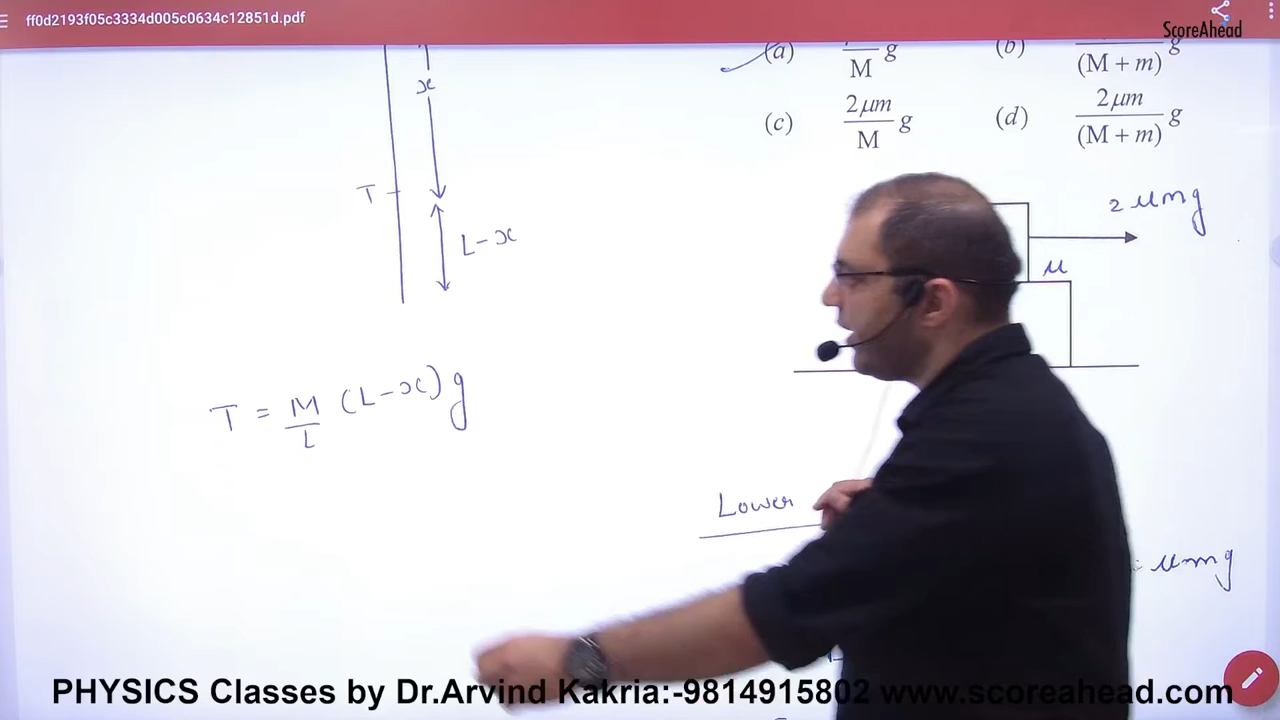 ff0d2193f05c3334d005c0634c12851d.pdf
ScoreAhead
(a) M g (b) (M + m) g
(c) 2μm/M g (d) 2μm/(M + m) g
x
T
L-x
2 μmg
μ
T = M/L (L-x) g
Lower
μmg
PHYSICS Classes by Dr.Arvind Kakria:-9814915802 www.scoreahead.com